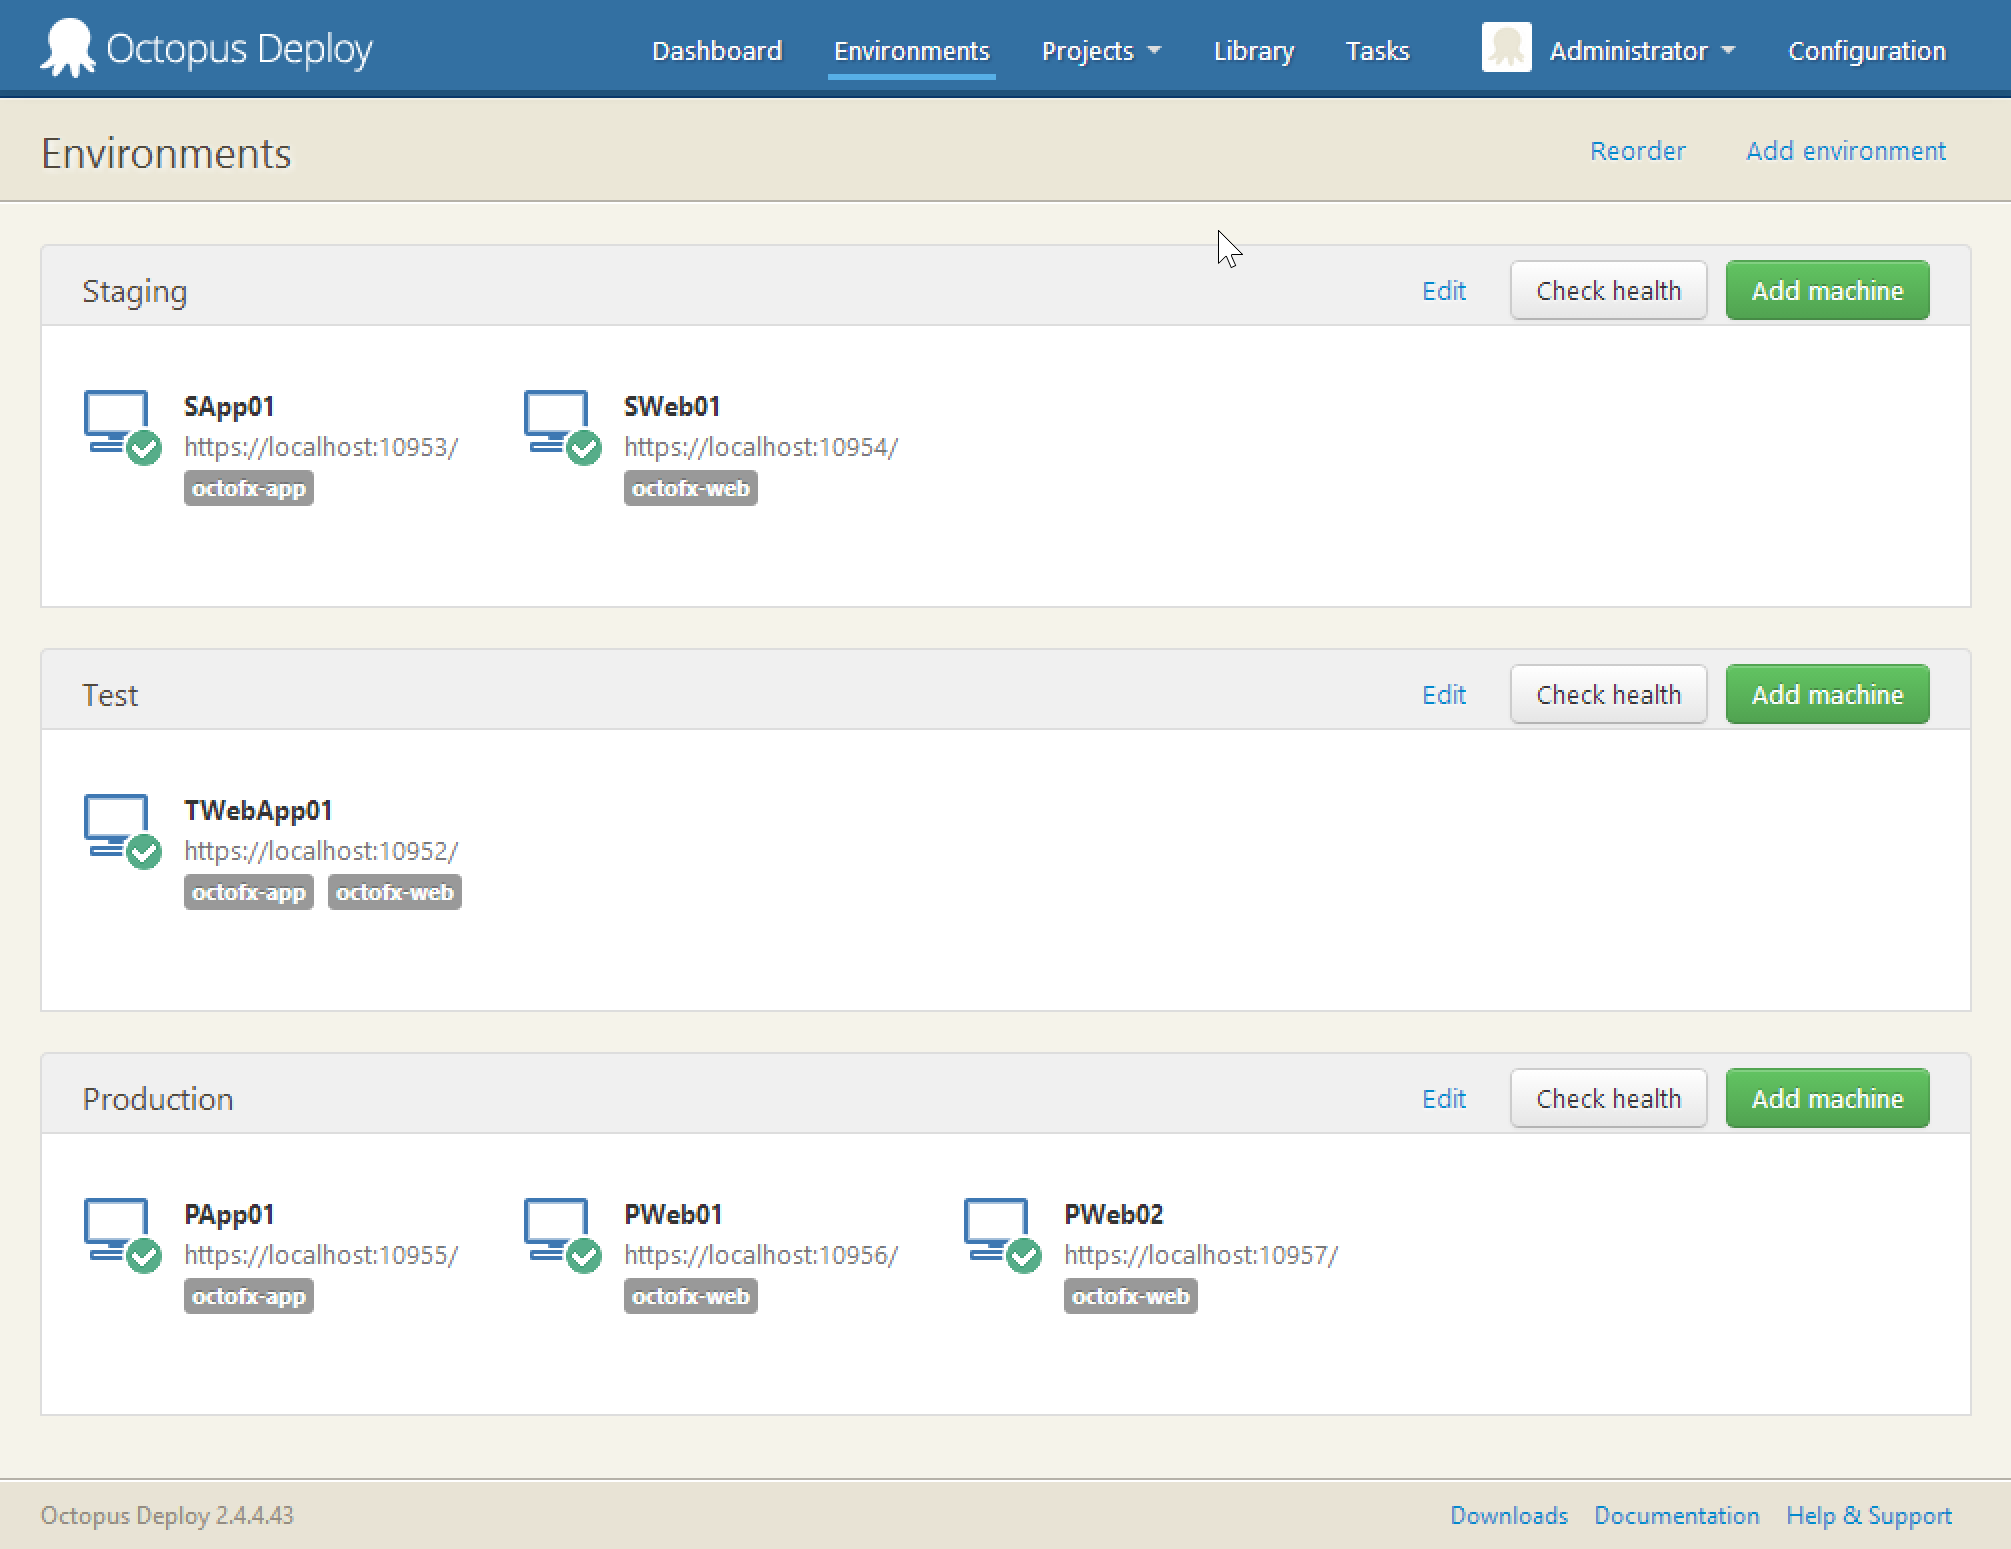 Octopus Deploy Dashboard Environments Projects Library Tasks Administrator Configuration
Environments Reorder Add environment
Staging Edit Check health Add machine
SApp01 SWeb01
https://localhost:10953/ https://localhost:10954/
octofx-app octofx-web
Test Edit Check health Add machine
TWebApp01
https://localhost:10952/
octofx-app octofx-web
Production Edit Check health Add machine
PApp01 PWeb01 PWeb02
https://localhost:10955/ https://localhost:10956/ https://localhost:10957/
octofx-app octofx-web octofx-web
Octopus Deploy 2.4.4.43 Downloads Documentation Help & Support